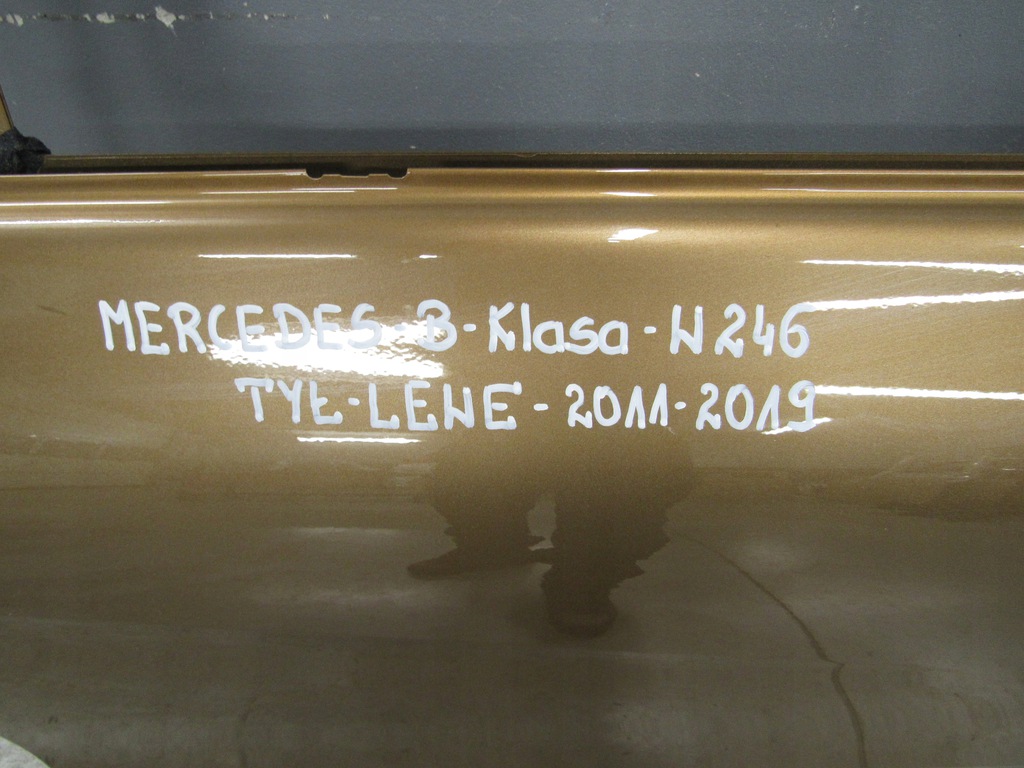 MERCEDES-B-Klasa-W246
TYŁ-LEWE-2011-2019